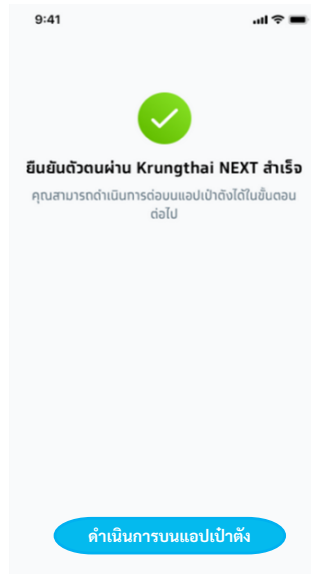 9:41
ยืนยันตัวตนผ่าน Krungthai NEXT สำเร็จ
คุณสามารถดำเนินการต่อบนแอปเป๋าตังได้ในขั้นตอน
ต่อไป
ดำเนินการบนแอปเป๋าตัง